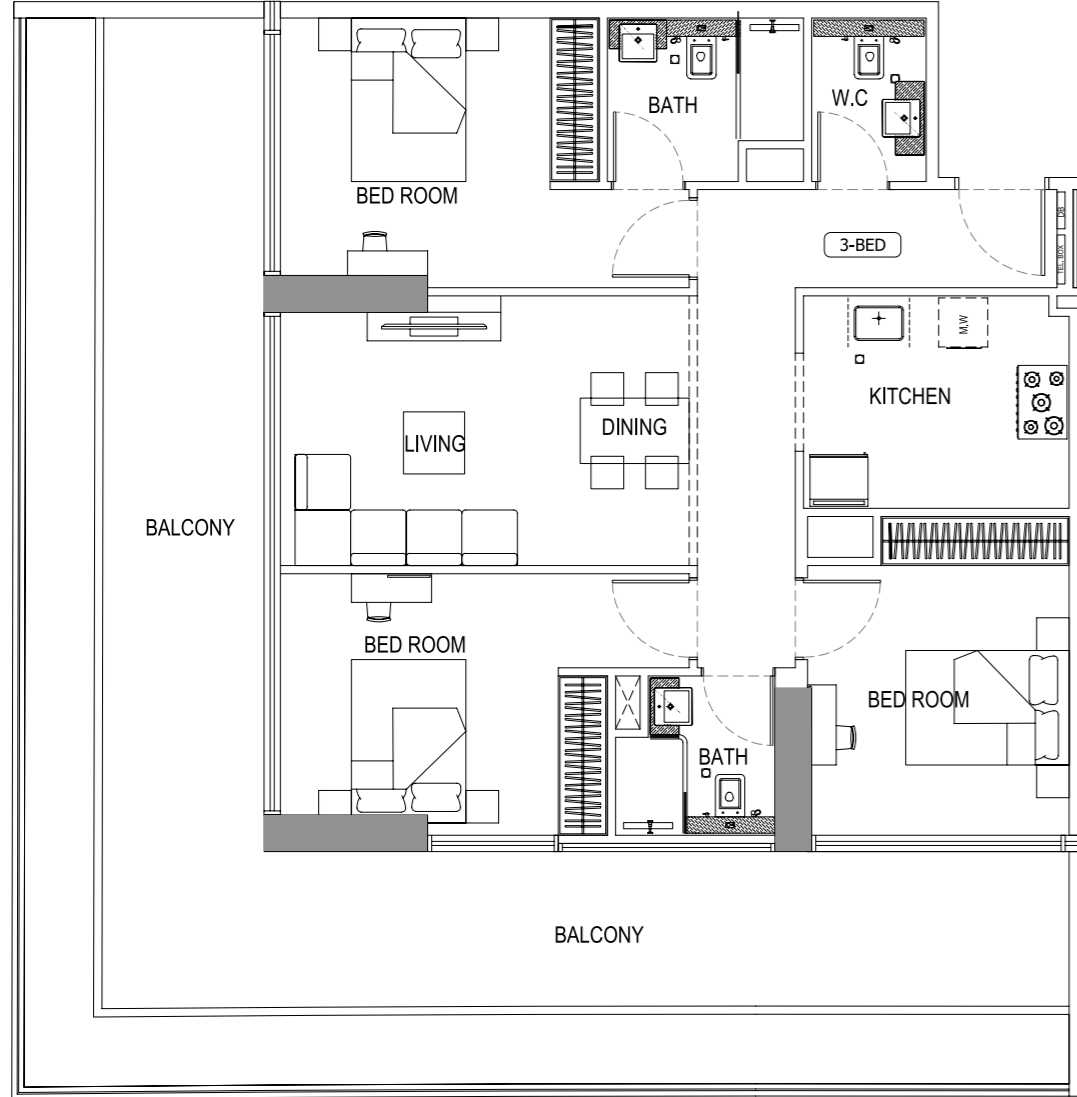 BATH
W.C
BED ROOM
DB
3-BED
TEL. BOX
M.W
KITCHEN
DINING
LIVING
BALCONY
BED ROOM
BED ROOM
BATH
BALCONY